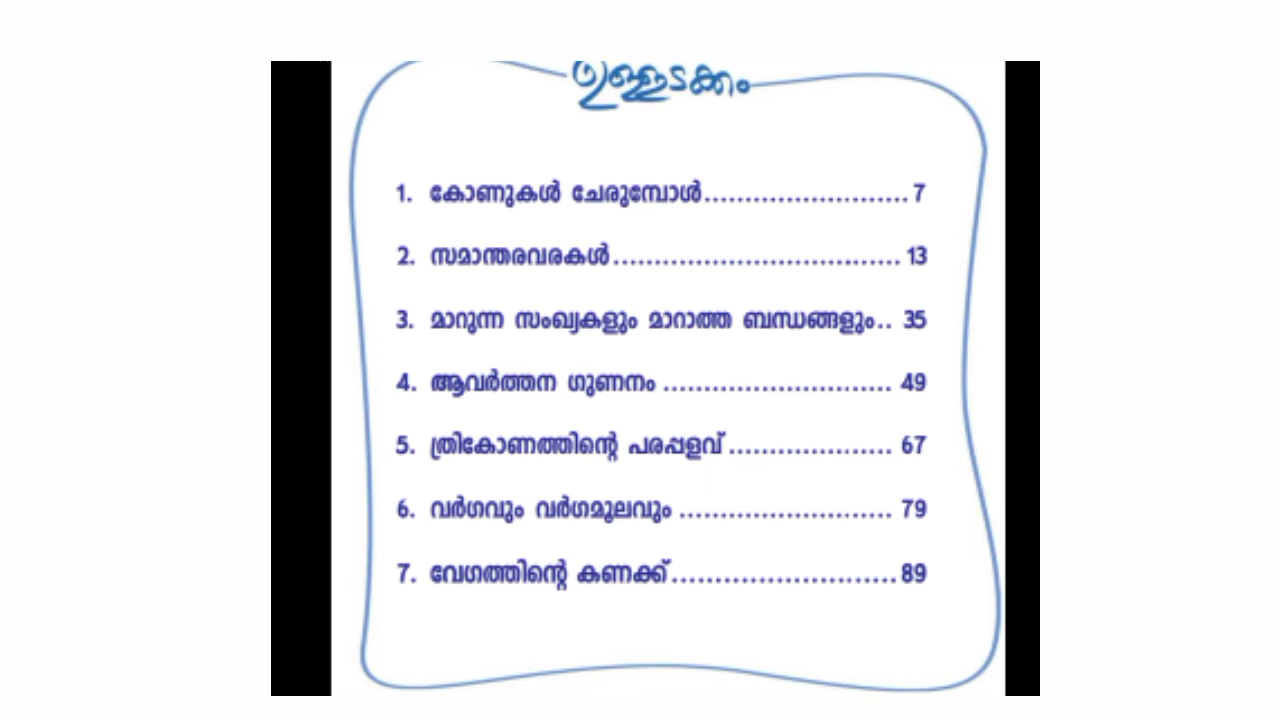 ഉള്ളടക്കം
1. കോണുകൾ ചേരുമ്പോൾ........................ 7
2. സമാന്തരവരകൾ.................................. 13
3. മാറുന്ന സംഖ്യകളും മാറാത്ത ബന്ധങ്ങളും.. 35
4. ആവർത്തന ഗുണനം ............................ 49
5. ത്രികോണത്തിന്റെ പരപ്പളവ് ................... 67
6. വർഗവും വർഗമൂലവും .......................... 79
7. വേഗത്തിന്റെ കണക്ക്...........................89